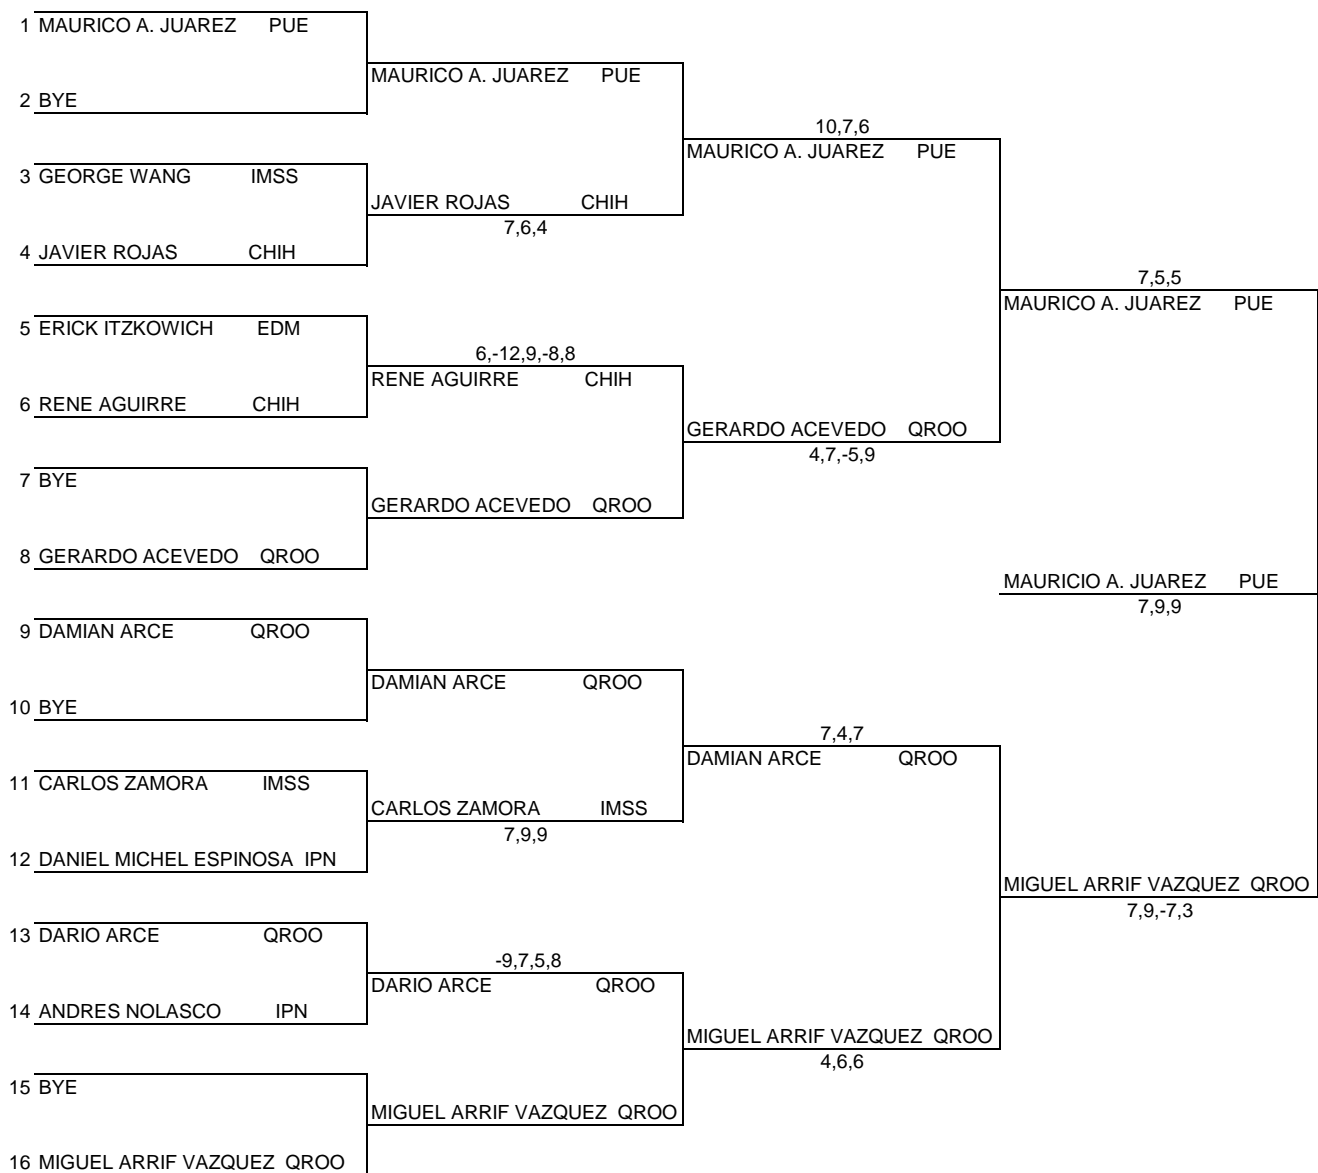 1 MAURICO A. JUAREZ PUE
MAURICO A. JUAREZ PUE
2 BYE
10,7,6
MAURICO A. JUAREZ PUE
3 GEORGE WANG IMSS
JAVIER ROJAS CHIH
7,6,4
4 JAVIER ROJAS CHIH
7,5,5
MAURICO A. JUAREZ PUE
5 ERICK ITZKOWICH EDM
6,-12,9,-8,8
RENE AGUIRRE CHIH
6 RENE AGUIRRE CHIH
GERARDO ACEVEDO QROO
4,7,-5,9
7 BYE
GERARDO ACEVEDO QROO
8 GERARDO ACEVEDO QROO
MAURICIO A. JUAREZ PUE
7,9,9
9 DAMIAN ARCE QROO
DAMIAN ARCE QROO
10 BYE
7,4,7
DAMIAN ARCE QROO
11 CARLOS ZAMORA IMSS
CARLOS ZAMORA IMSS
7,9,9
12 DANIEL MICHEL ESPINOSA IPN
MIGUEL ARRIF VAZQUEZ QROO
7,9,-7,3
13 DARIO ARCE QROO
-9,7,5,8
DARIO ARCE QROO
14 ANDRES NOLASCO IPN
MIGUEL ARRIF VAZQUEZ QROO
4,6,6
15 BYE
MIGUEL ARRIF VAZQUEZ QROO
16 MIGUEL ARRIF VAZQUEZ QROO